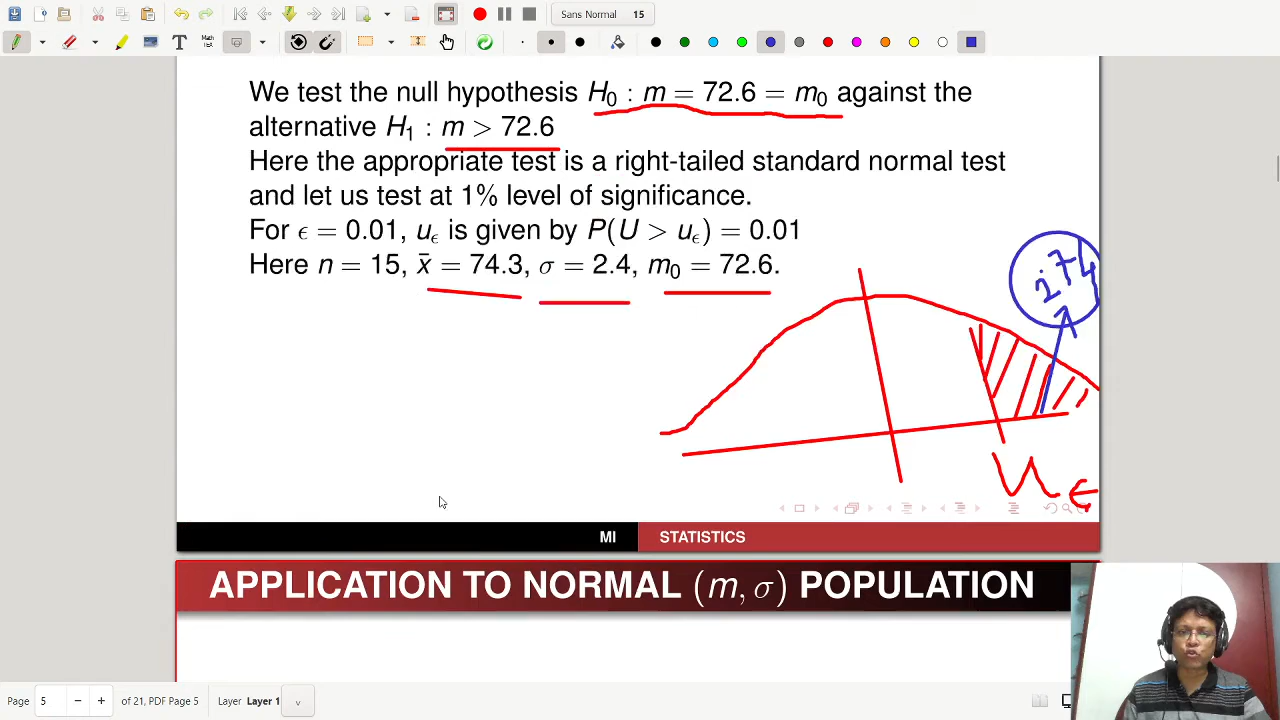 Sans Normal 15
We test the null hypothesis H₀ : m = 72.6 = m₀ against the
alternative H₁ : m > 72.6
Here the appropriate test is a right-tailed standard normal test
and let us test at 1% level of significance.
For ϵ = 0.01, u_ϵ is given by P(U > u_ϵ) = 0.01
Here n = 15, x̄ = 74.3, σ = 2.4, m₀ = 72.6.
2.74
u_ϵ
MI STATISTICS
APPLICATION TO NORMAL (m, σ) POPULATION
Page 5 of 21, PDF Page 5 Layer Layer 1